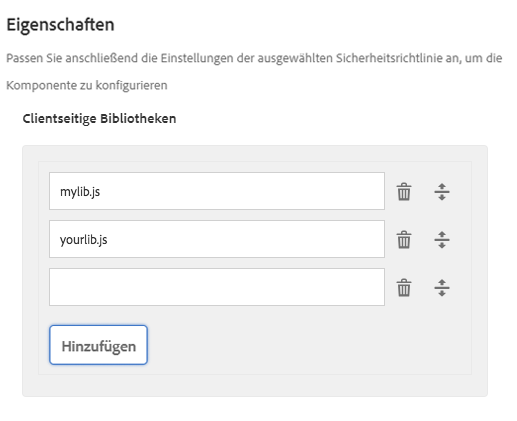 Eigenschaften
Passen Sie anschließend die Einstellungen der ausgewählten Sicherheitsrichtlinie an, um die
Komponente zu konfigurieren
Clientseitige Bibliotheken
mylib.js
yourlib.js
Hinzufügen